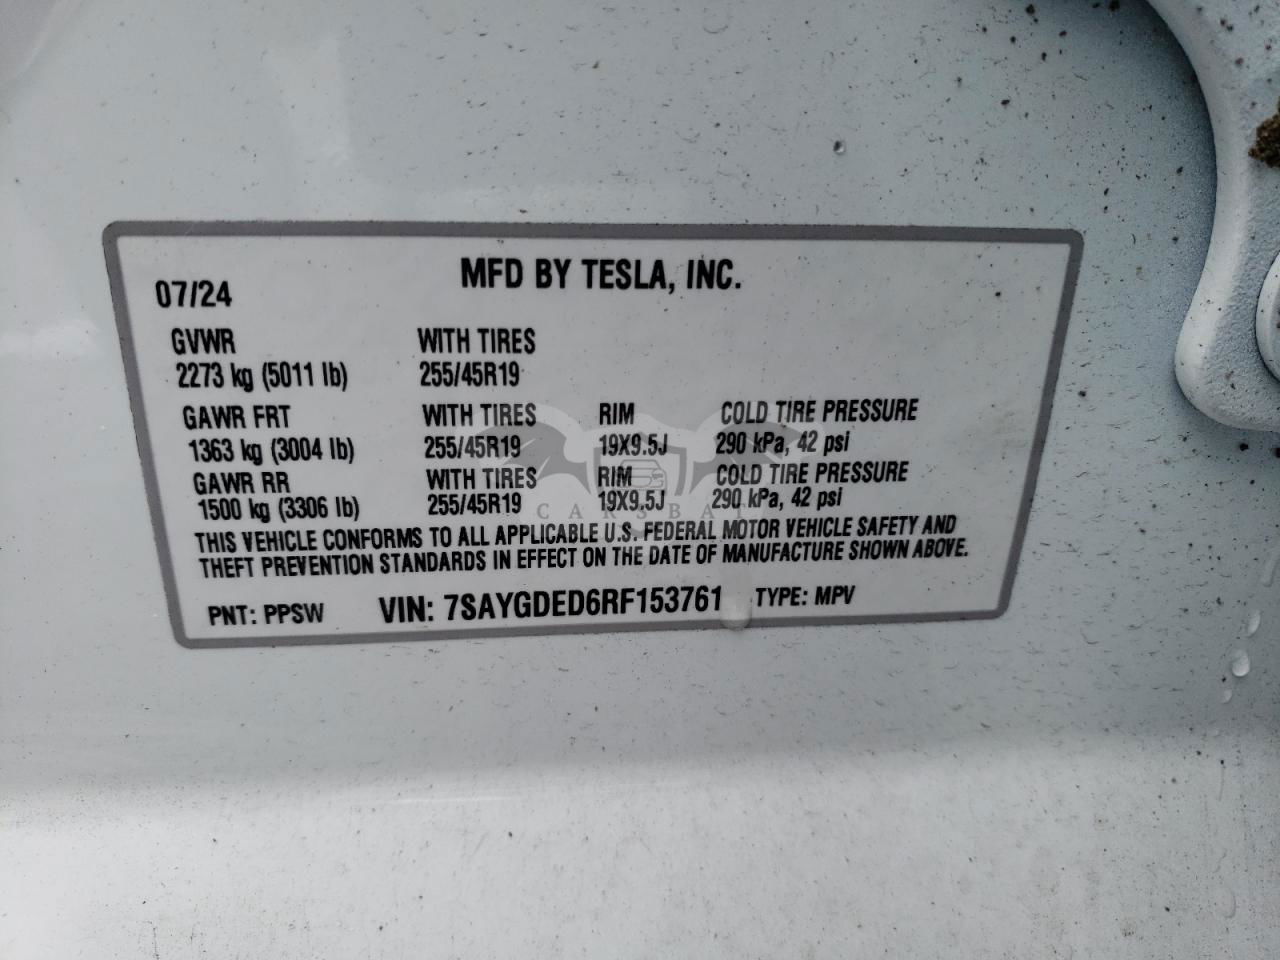 MFD BY TESLA, INC.
07/24
GVWR WITH TIRES
2273 kg (5011 lb) 255/45R19
GAWR FRT WITH TIRES RIM COLD TIRE PRESSURE
1363 kg (3004 lb) 255/45R19 19X9.5J 290 kPa, 42 psi
GAWR RR WITH TIRES RIM COLD TIRE PRESSURE
1500 kg (3306 lb) 255/45R19 19X9.5J 290 kPa, 42 psi
CARSBAT
THIS VEHICLE CONFORMS TO ALL APPLICABLE U.S. FEDERAL MOTOR VEHICLE SAFETY AND
THEFT PREVENTION STANDARDS IN EFFECT ON THE DATE OF MANUFACTURE SHOWN ABOVE.
PNT: PPSW VIN: 7SAYGDED6RF153761 TYPE: MPV